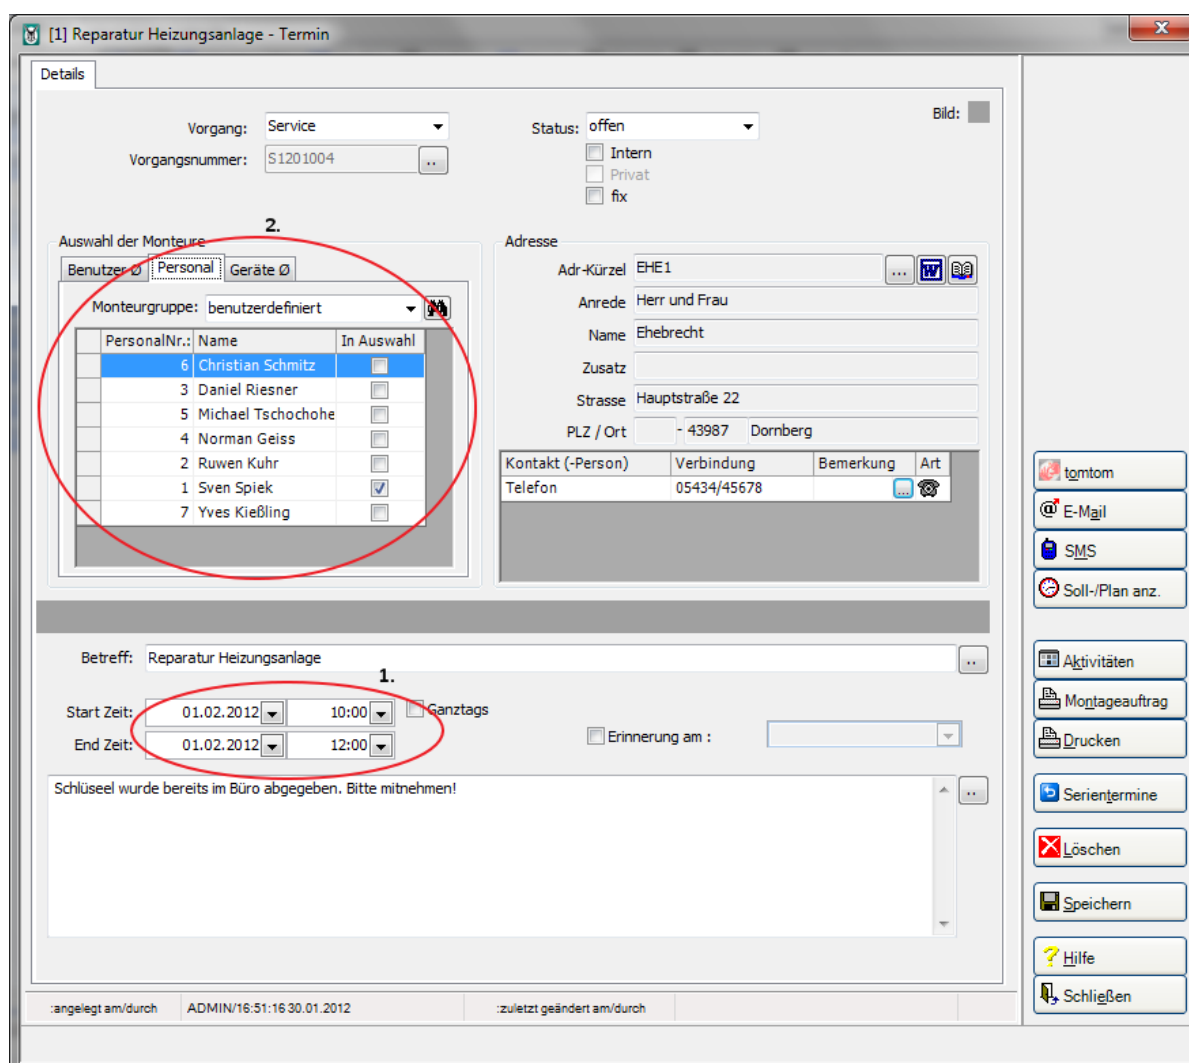 [1] Reparatur Heizungsanlage - Termin
X
Details
Vorgang: Service
Status: offen
Bild:
Vorgangsnummer: S1201004 ..
Intern
Privat
fix
2.
Auswahl der Monteure
Benutzer Ø Personal Geräte Ø
Monteurgruppe: benutzerdefiniert
PersonalNr.: Name In Auswahl
6 Christian Schmitz
3 Daniel Riesner
5 Michael Tschochohe
4 Norman Geiss
2 Ruwen Kuhr
1 Sven Spiek
7 Yves Kießling
Adresse
Adr-Kürzel EHE1 ... W
Anrede Herr und Frau
Name Ehebrecht
Zusatz
Strasse Hauptstraße 22
PLZ / Ort - 43987 Dornberg
Kontakt (-Person) Verbindung Bemerkung Art
Telefon 05434/45678 ...
Betreff: Reparatur Heizungsanlage ..
1.
Start Zeit: 01.02.2012 10:00 Ganztags
End Zeit: 01.02.2012 12:00
Erinnerung am :
Schlüseel wurde bereits im Büro abgegeben. Bitte mitnehmen! ..
:angelegt am/durch ADMIN/16:51:16 30.01.2012 :zuletzt geändert am/durch
tomtom
@ E-Mail
SMS
Soll-/Plan anz.
Aktivitäten
Montageauftrag
Drucken
Serientermine
Löschen
Speichern
? Hilfe
Schließen